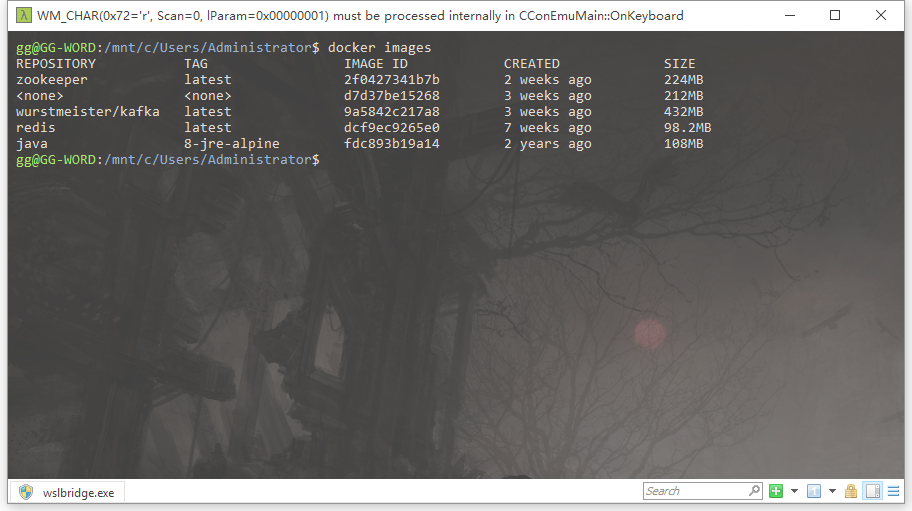 WM_CHAR(0x72='r', Scan=0, lParam=0x00000001) must be processed internally in CConEmuMain::OnKeyboard
gg@GG-WORD:/mnt/c/Users/Administrator$ docker images
REPOSITORY TAG IMAGE ID CREATED SIZE
zookeeper latest 2f0427341b7b 2 weeks ago 224MB
<none> <none> d7d37be15268 3 weeks ago 212MB
wurstmeister/kafka latest 9a5842c217a8 3 weeks ago 432MB
redis latest dcf9ec9265e0 7 weeks ago 98.2MB
java 8-jre-alpine fdc893b19a14 2 years ago 108MB
gg@GG-WORD:/mnt/c/Users/Administrator$
wslbridge.exe Search